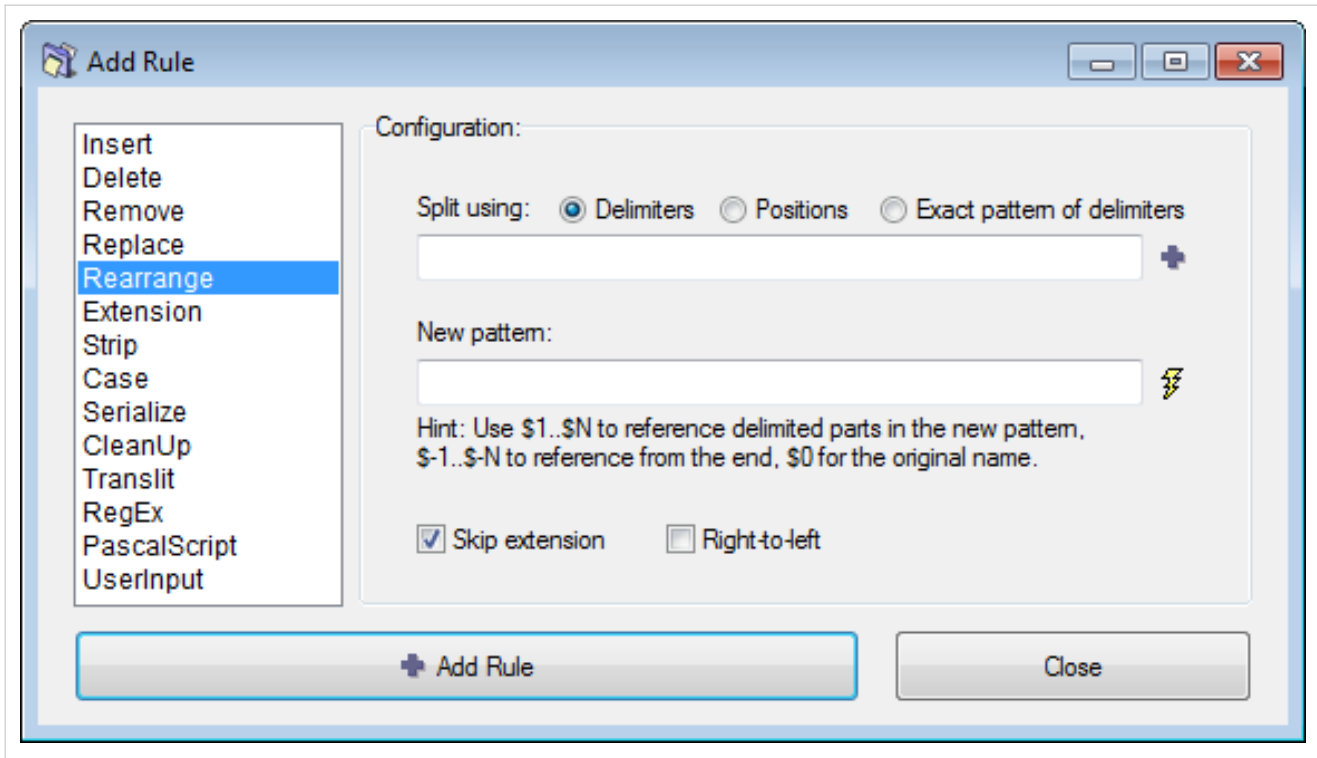 Add Rule
Insert
Delete
Remove
Replace
Rearrange
Extension
Strip
Case
Serialize
CleanUp
Translit
RegEx
PascalScript
UserInput
Configuration:
Split using: Delimiters Positions Exact pattern of delimiters
New pattern:
Hint: Use $1..$N to reference delimited parts in the new pattern,
$-1..$-N to reference from the end, $0 for the original name.
Skip extension Right-to-left
Add Rule Close